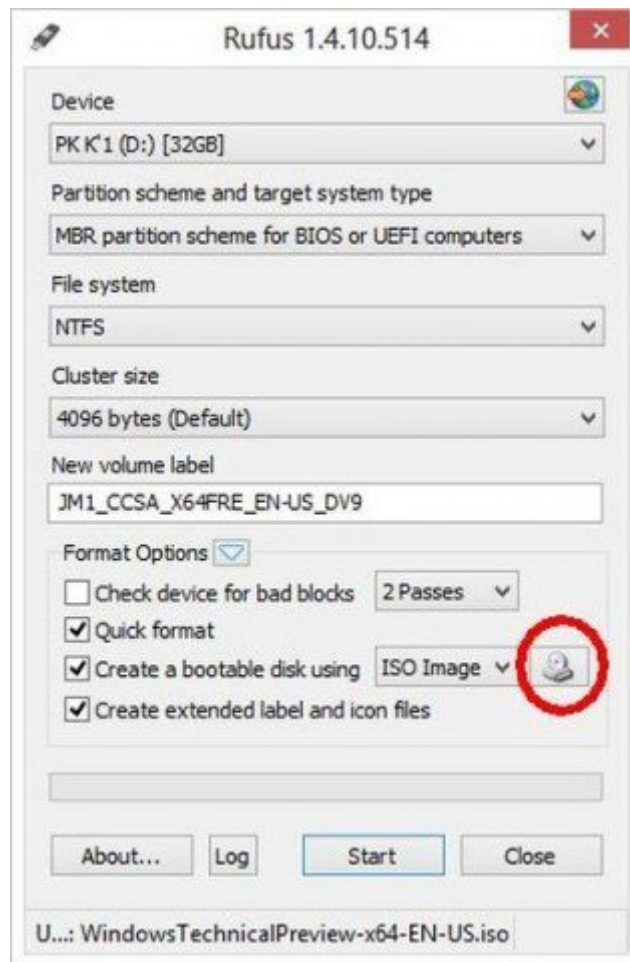 Rufus 1.4.10.514
Device
PK K'1 (D:) [32GB]
Partition scheme and target system type
MBR partition scheme for BIOS or UEFI computers
File system
NTFS
Cluster size
4096 bytes (Default)
New volume label
JM1_CCSA_X64FRE_EN-US_DV9
Format Options
Check device for bad blocks 2 Passes
Quick format
Create a bootable disk using ISO Image
Create extended label and icon files
About... Log Start Close
U...: WindowsTechnicalPreview-x64-EN-US.iso